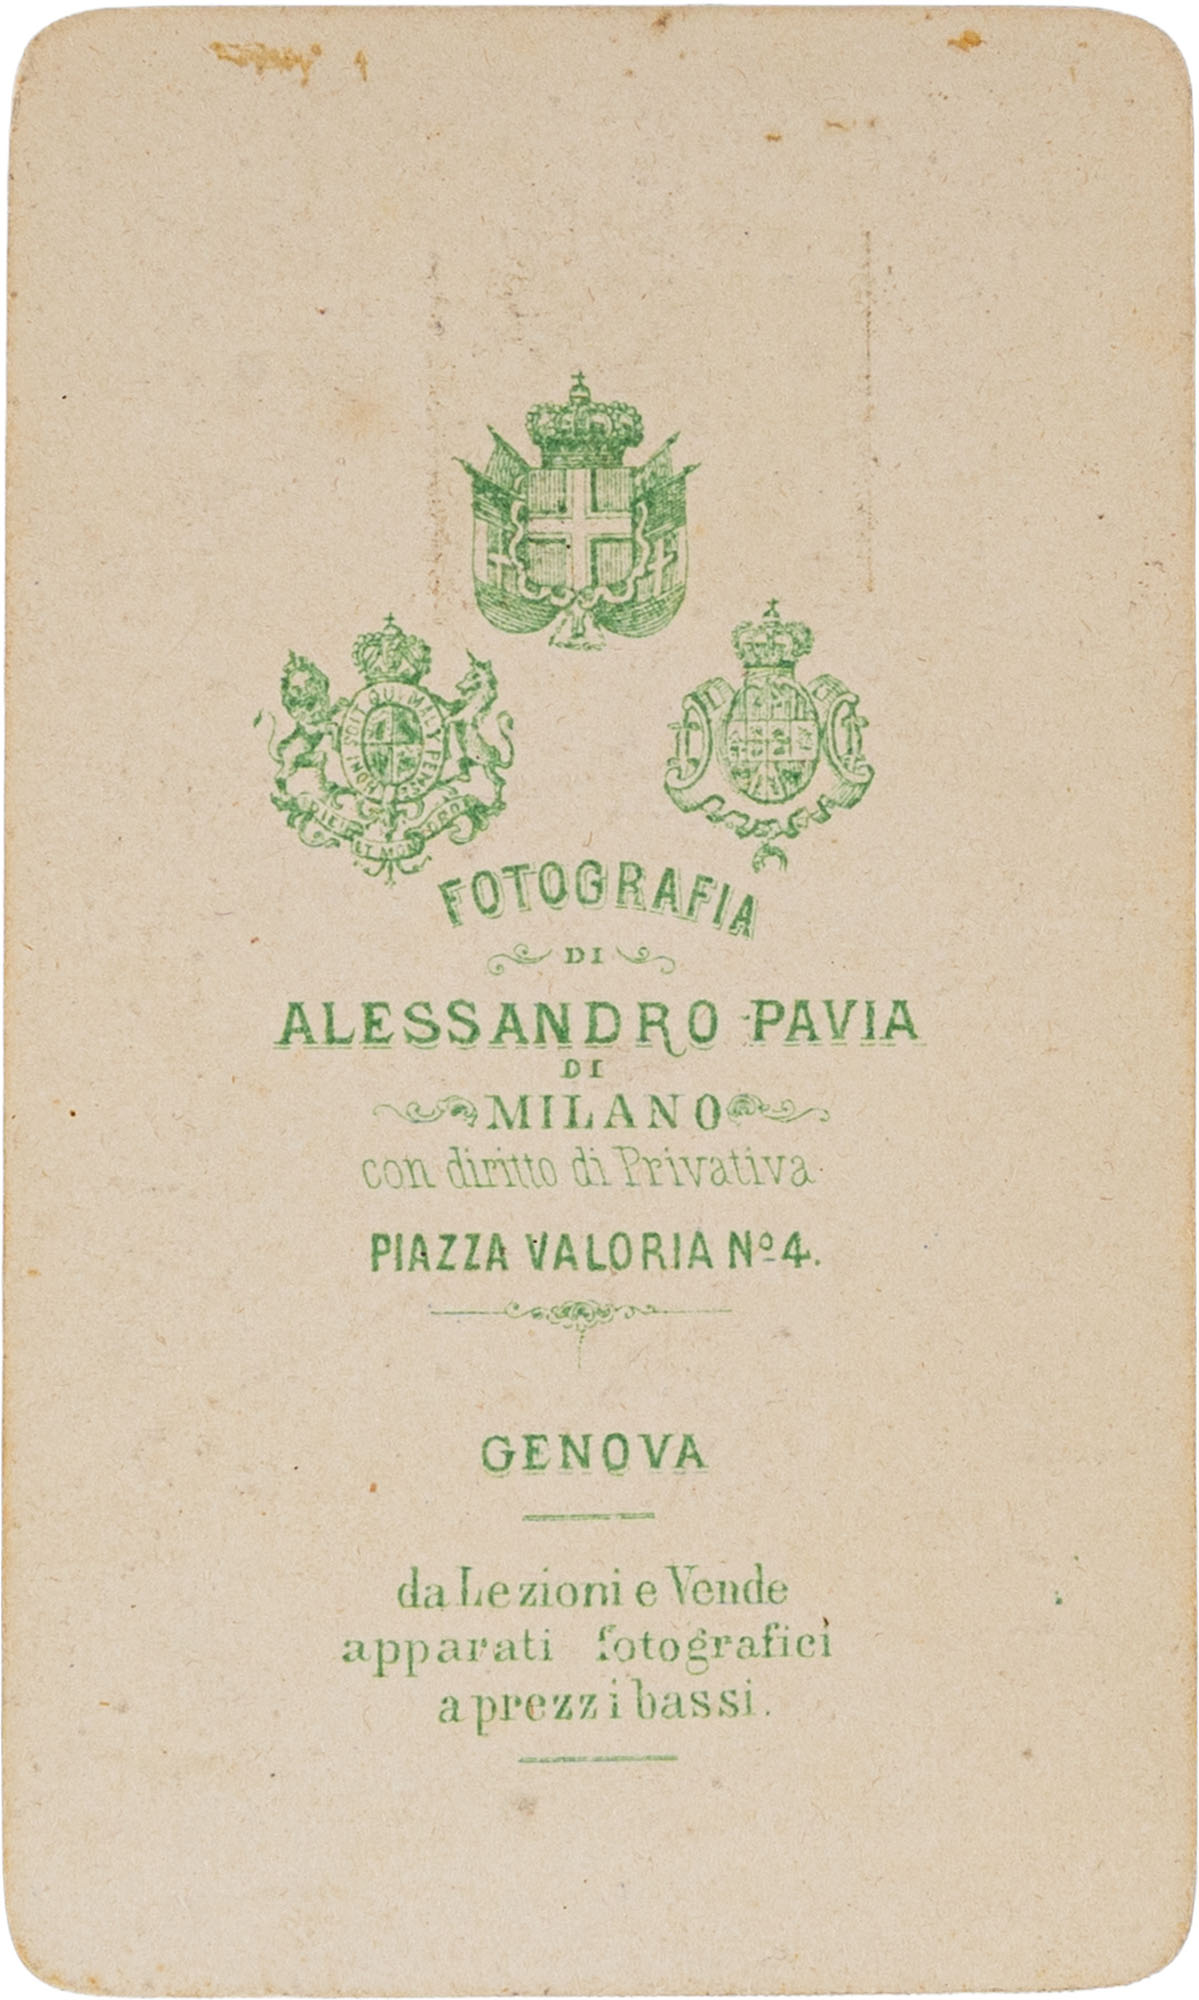 HONI SOIT QUI MAL Y PENSE
DIEU ET MON DROIT
FOTOGRAFIA
DI
ALESSANDRO PAVIA
DI
MILANO
con diritto di Privativa
PIAZZA VALORIA Nº 4.
GENOVA
da Lezioni e Vende
apparati fotografici
a prezzi bassi.